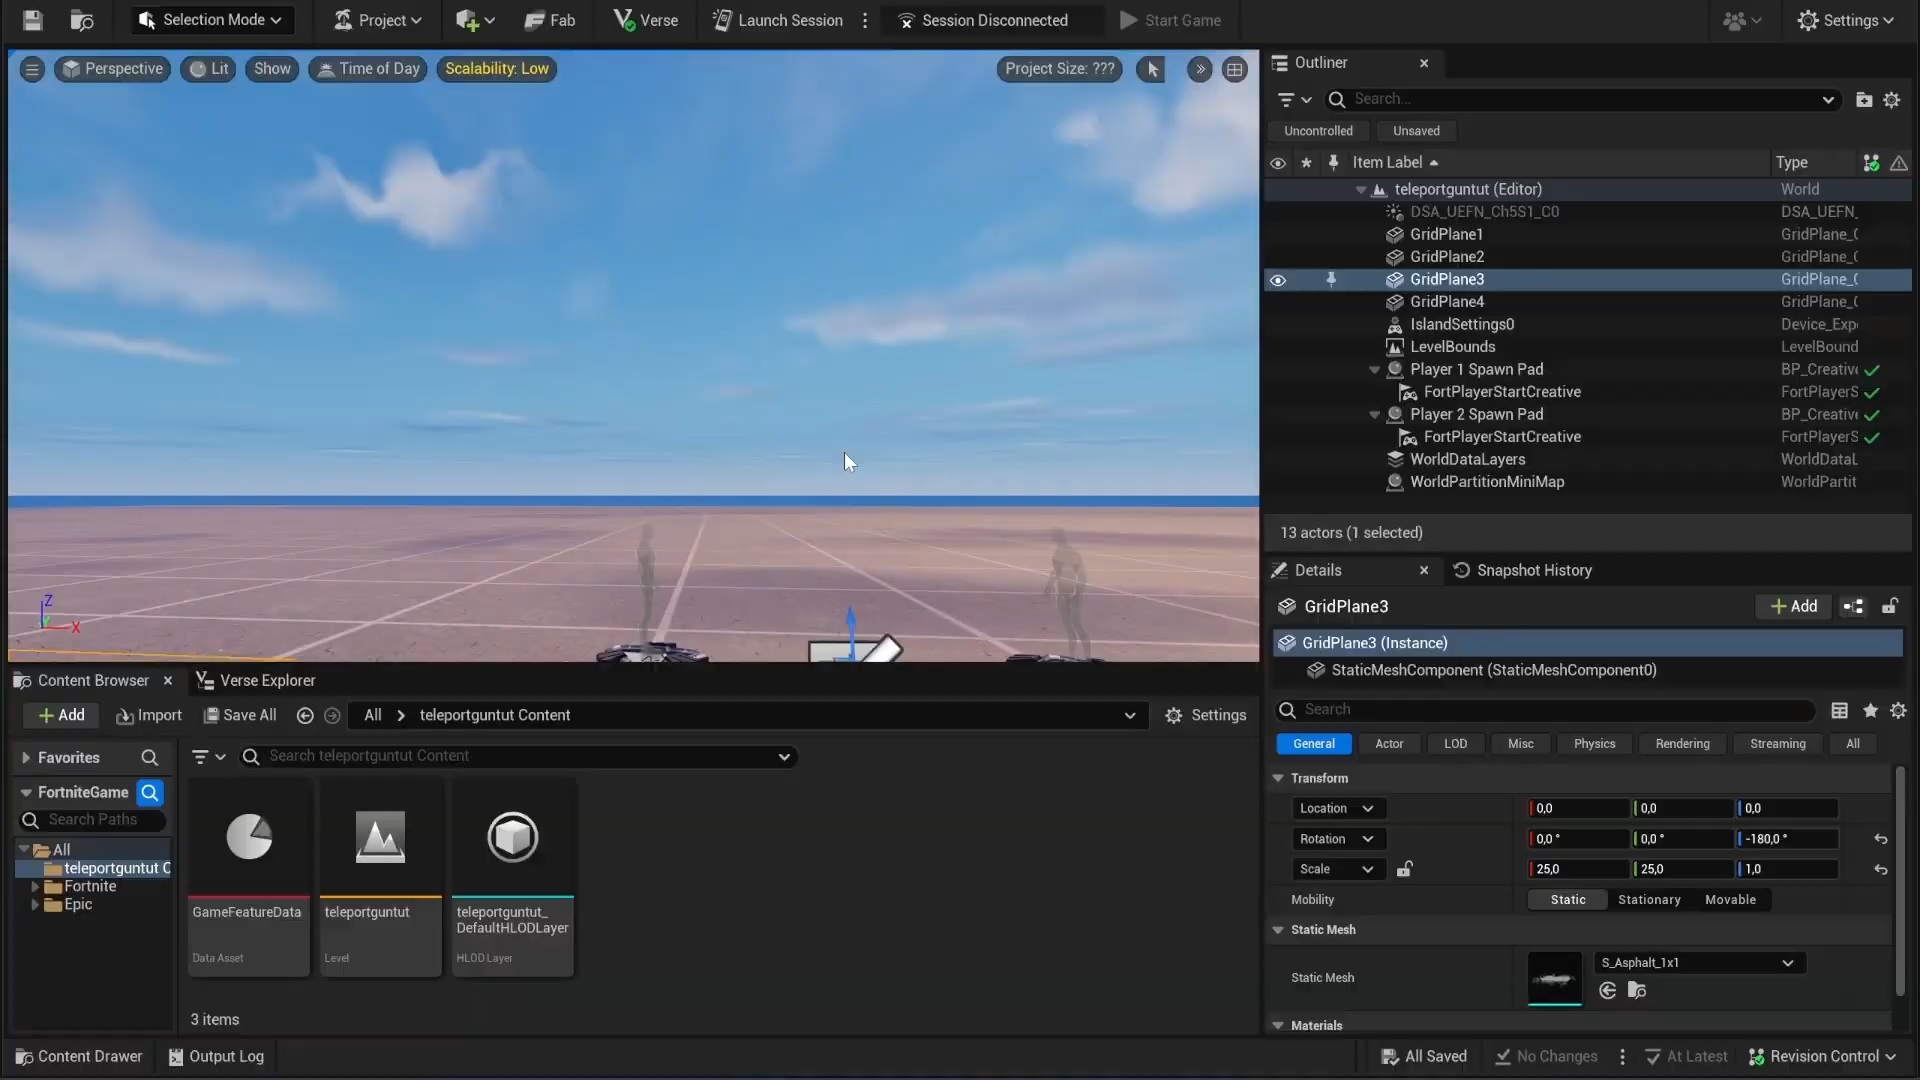 Selection Mode
Project
Fab
Verse
Launch Session
Session Disconnected
Start Game
Settings
Perspective
Lit
Show
Time of Day
Scalability: Low
Project Size: ???
Z
X
Outliner
Search...
Uncontrolled
Unsaved
Item Label
Type
teleportguntut (Editor)
World
DSA_UEFN_Ch5S1_C0
DSA_UEFN_
GridPlane1
GridPlane_
GridPlane2
GridPlane_
GridPlane3
GridPlane_
GridPlane4
GridPlane_
IslandSettings0
Device_Exp
LevelBounds
LevelBound
Player 1 Spawn Pad
BP_Creativ
FortPlayerStartCreative
FortPlayerS
Player 2 Spawn Pad
BP_Creativ
FortPlayerStartCreative
FortPlayerS
WorldDataLayers
WorldDataL
WorldPartitionMiniMap
WorldPartit
13 actors (1 selected)
Details
Snapshot History
GridPlane3
Add
GridPlane3 (Instance)
StaticMeshComponent (StaticMeshComponent0)
Search
General
Actor
LOD
Misc
Physics
Rendering
Streaming
All
Transform
Location
0,0
0,0
0,0
Rotation
0,0 °
0,0 °
-180,0 °
Scale
25,0
25,0
1,0
Mobility
Static
Stationary
Movable
Static Mesh
Static Mesh
S_Asphalt_1x1
Materials
Content Browser
Verse Explorer
Add
Import
Save All
All
teleportguntut Content
Settings
Favorites
Search teleportguntut Content
FortniteGame
Search Paths
All
teleportguntut C
Fortnite
Epic
GameFeatureData
Data Asset
teleportguntut
Level
teleportguntut_
DefaultHLODLayer
HLOD Layer
3 items
Content Drawer
Output Log
All Saved
No Changes
At Latest
Revision Control